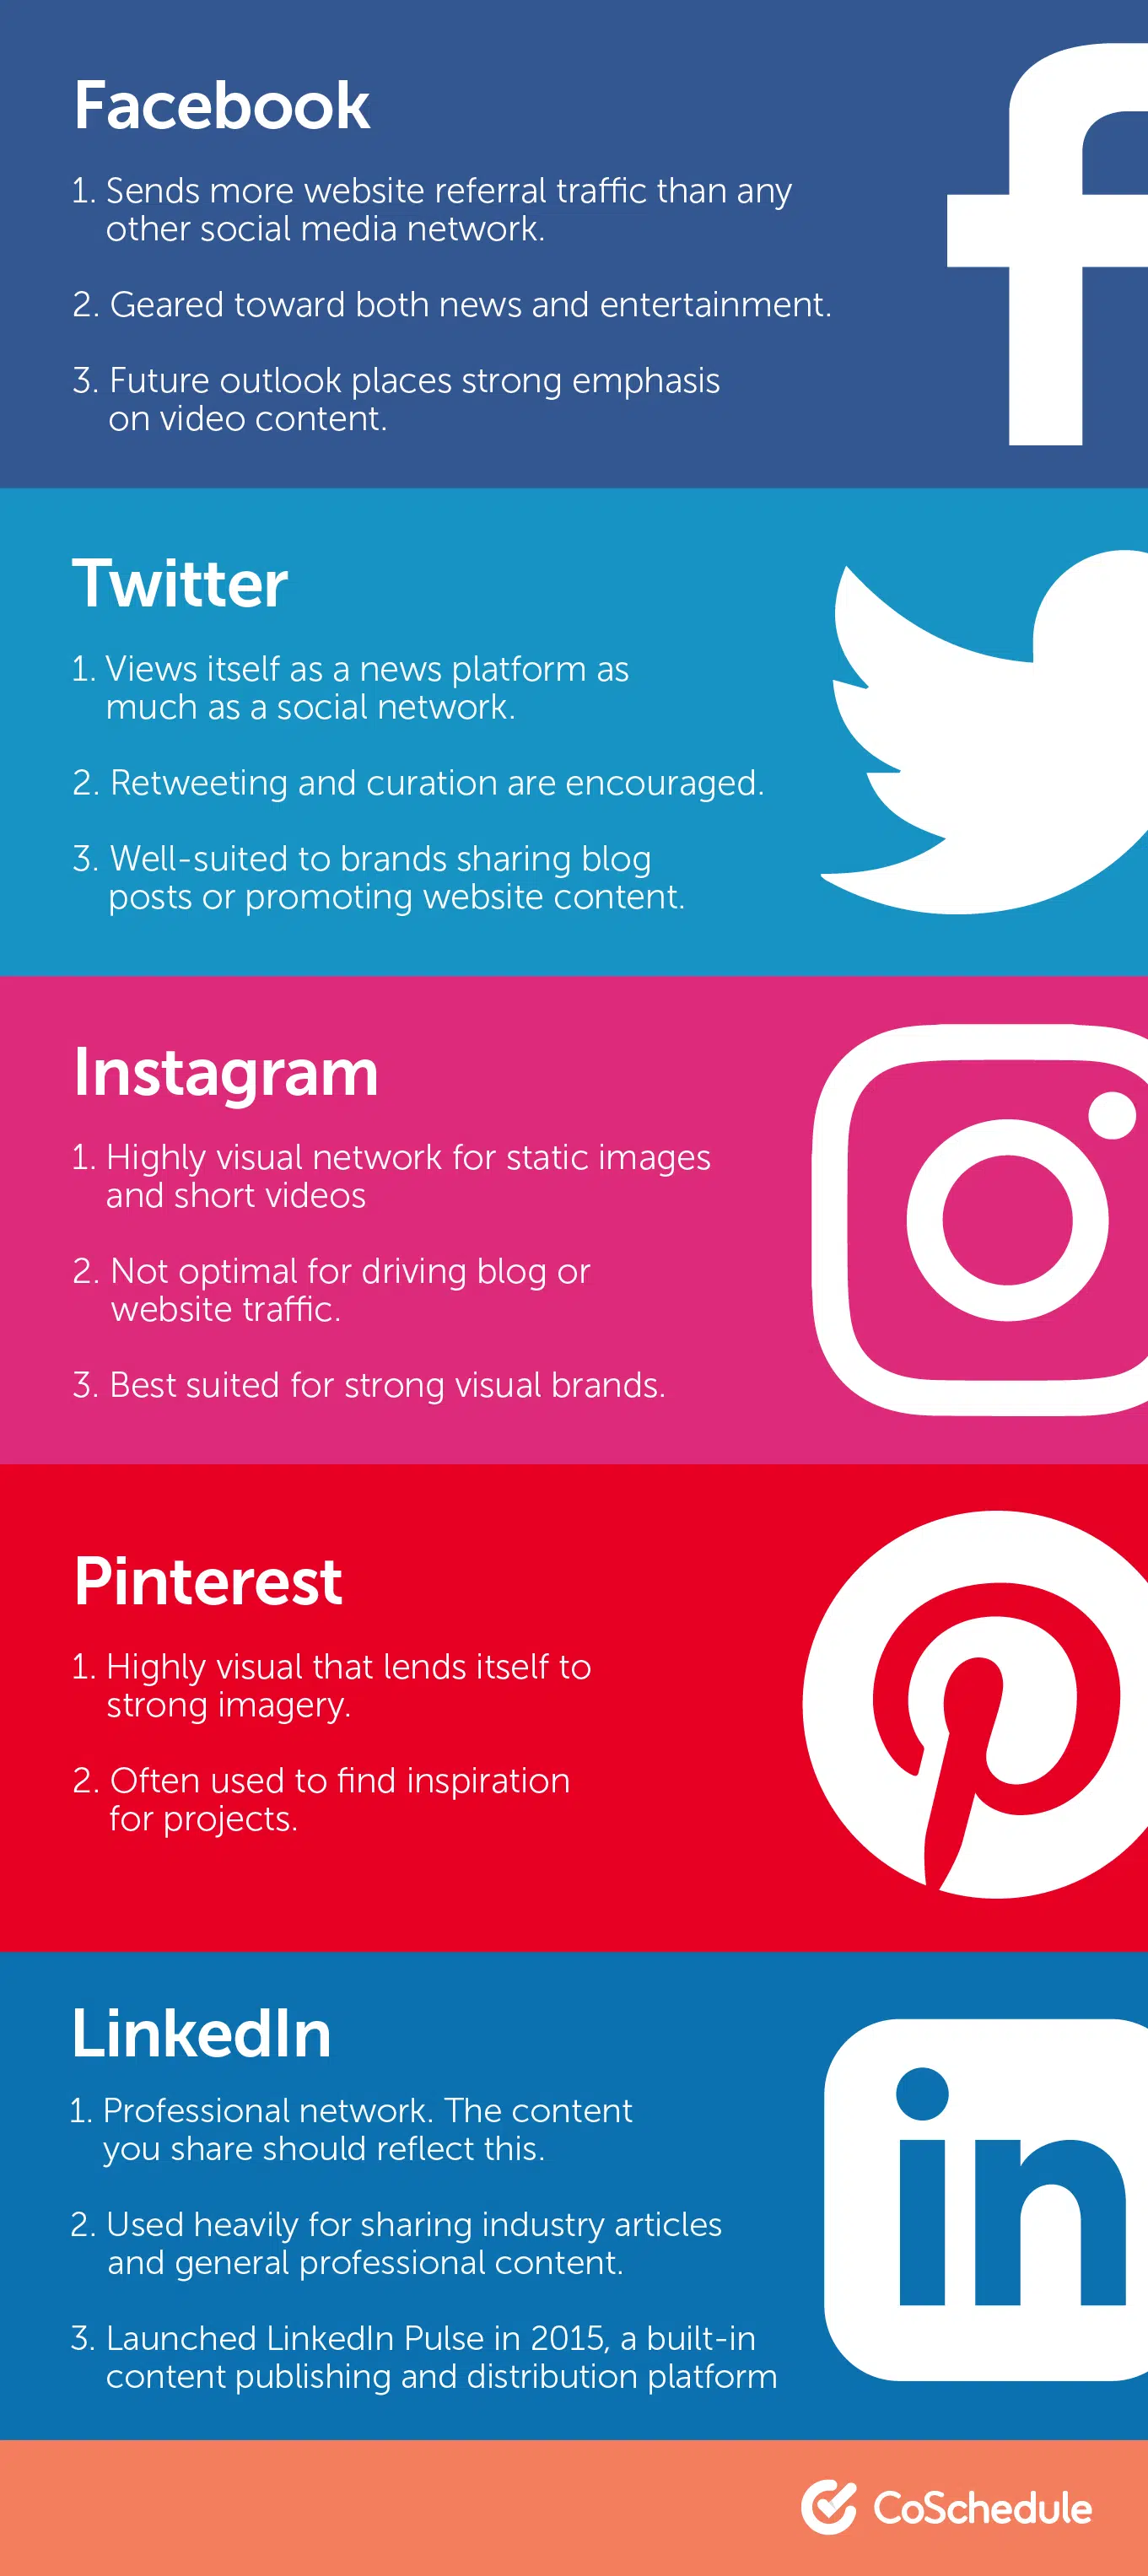 Facebook
1. Sends more website referral traffic than any
other social media network.
2. Geared toward both news and entertainment.
3. Future outlook places strong emphasis
on video content.
Twitter
1. Views itself as a news platform as
much as a social network.
2. Retweeting and curation are encouraged.
3. Well-suited to brands sharing blog
posts or promoting website content.
Instagram
1. Highly visual network for static images
and short videos
2. Not optimal for driving blog or
website traffic.
3. Best suited for strong visual brands.
Pinterest
1. Highly visual that lends itself to
strong imagery.
2. Often used to find inspiration
for projects.
LinkedIn
1. Professional network. The content
you share should reflect this.
2. Used heavily for sharing industry articles
and general professional content.
3. Launched LinkedIn Pulse in 2015, a built-in
content publishing and distribution platform
in
CoSchedule